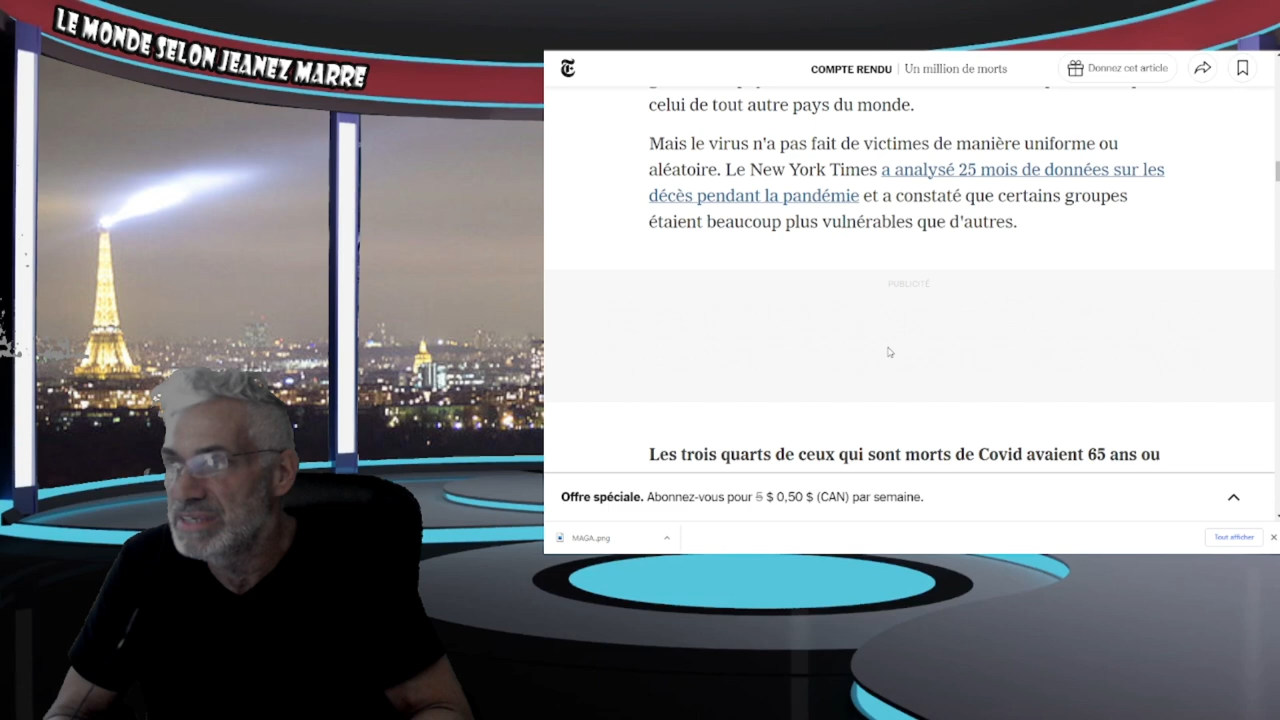 LE MONDE SELON JEANEZ MARRE
COMPTE RENDU | Un million de morts
Donnez cet article
celui de tout autre pays du monde.
Mais le virus n'a pas fait de victimes de manière uniforme ou
aléatoire. Le New York Times a analysé 25 mois de données sur les
décès pendant la pandémie et a constaté que certains groupes
étaient beaucoup plus vulnérables que d'autres.
PUBLICITÉ
Les trois quarts de ceux qui sont morts de Covid avaient 65 ans ou
Offre spéciale. Abonnez-vous pour 5 $ 0,50 $ (CAN) par semaine.
MAGA.png
Tout afficher